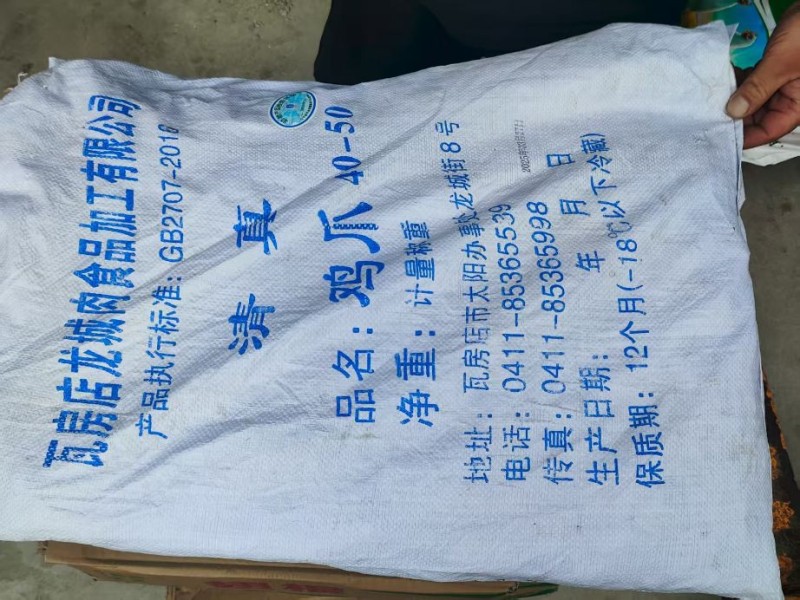 瓦房店龙城肉食品加工有限公司
产品执行标准：GB2707-2016
清 真
品名：鸡爪 40-50
净重：计量称重
地址：瓦房店市太阳办事处龙城街8号
电话：0411-85365539
传真：0411-85365998
生产日期： 年 月 日
保质期：12个月(-18℃以下冷藏)